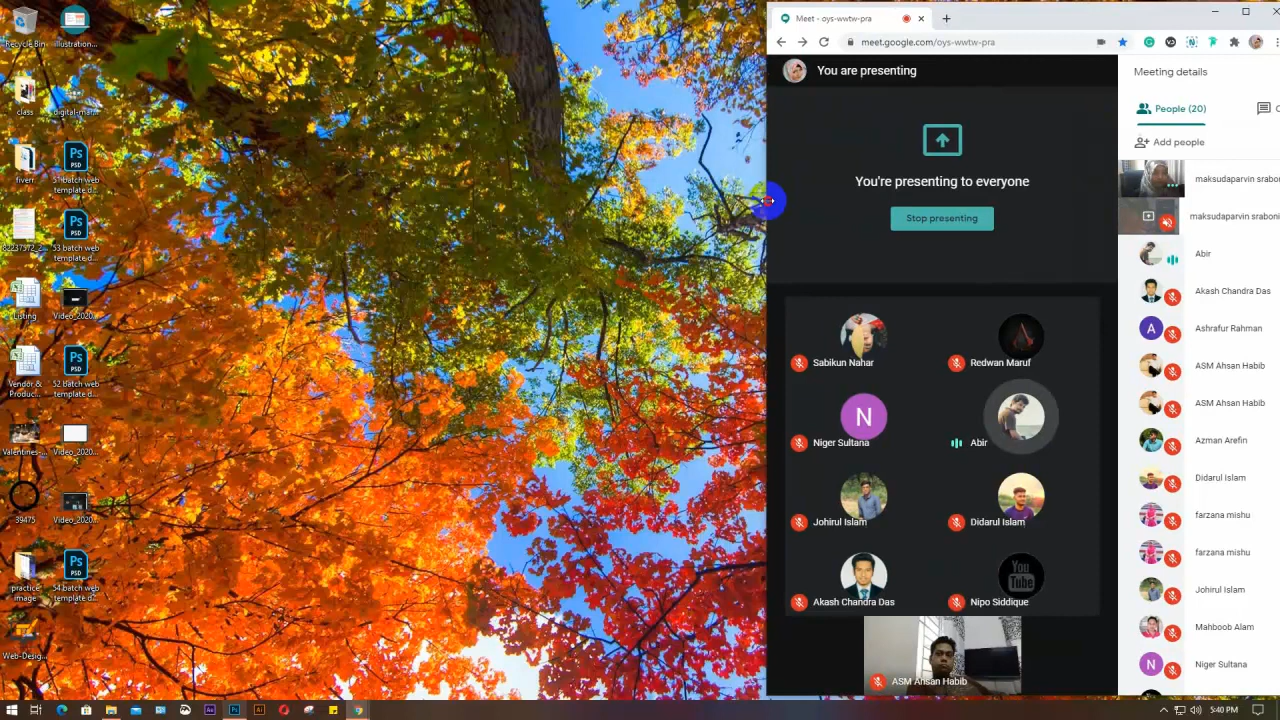 Recycle Bin
illustration...
class
digital-mar...
fiverr
template d...
53 batch web
template d...
Listing
Video_2020...
Vendor &
Produc...
52 batch web
template d...
Valentines-...
Video_2020...
39475
Video_2020...
practice
image
54 batch web
template d...
Web-Desig...
Meet - oys-wwtw-pra
meet.google.com/oys-wwtw-pra
You are presenting
You're presenting to everyone
Stop presenting
Sabikun Nahar
Redwan Maruf
N
Niger Sultana
Abir
Johirul Islam
Didarul Islam
You
Tube
Akash Chandra Das
Nipo Siddique
ASM Ahsan Habib
Meeting details
People (20)
Add people
maksudaparvin srabon
maksudaparvin sraboni
Abir
Akash Chandra Das
A
Ashrafur Rahman
ASM Ahsan Habib
ASM Ahsan Habib
Azman Arefin
Didarul Islam
farzana mishu
farzana mishu
Johirul Islam
Mahboob Alam
N
Niger Sultana
5:40 PM